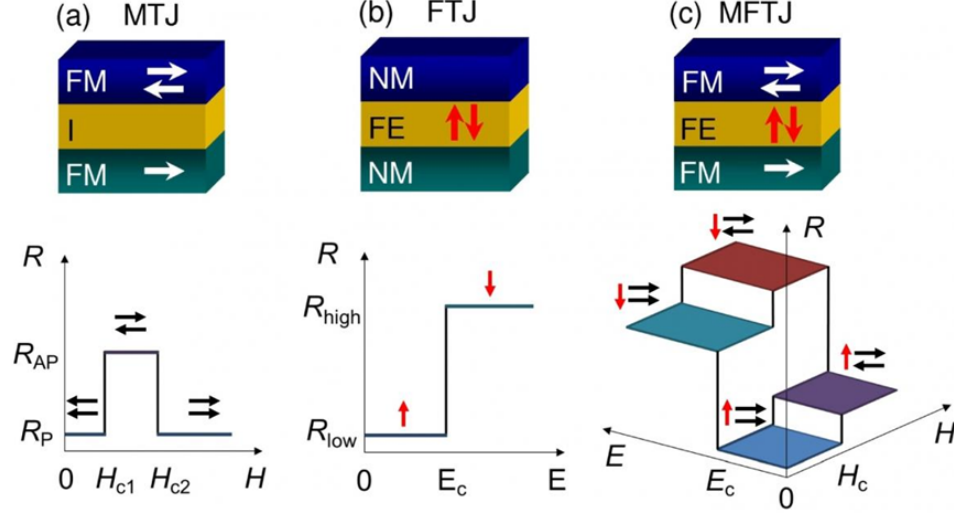 (a) MTJ
FM
I
FM
R
R_AP
R_P
0 H_c1 H_c2 H
(b) FTJ
NM
FE
NM
R
R_high
R_low
0 E_c E
(c) MFTJ
FM
FE
FM
R
E E_c 0 H_c H